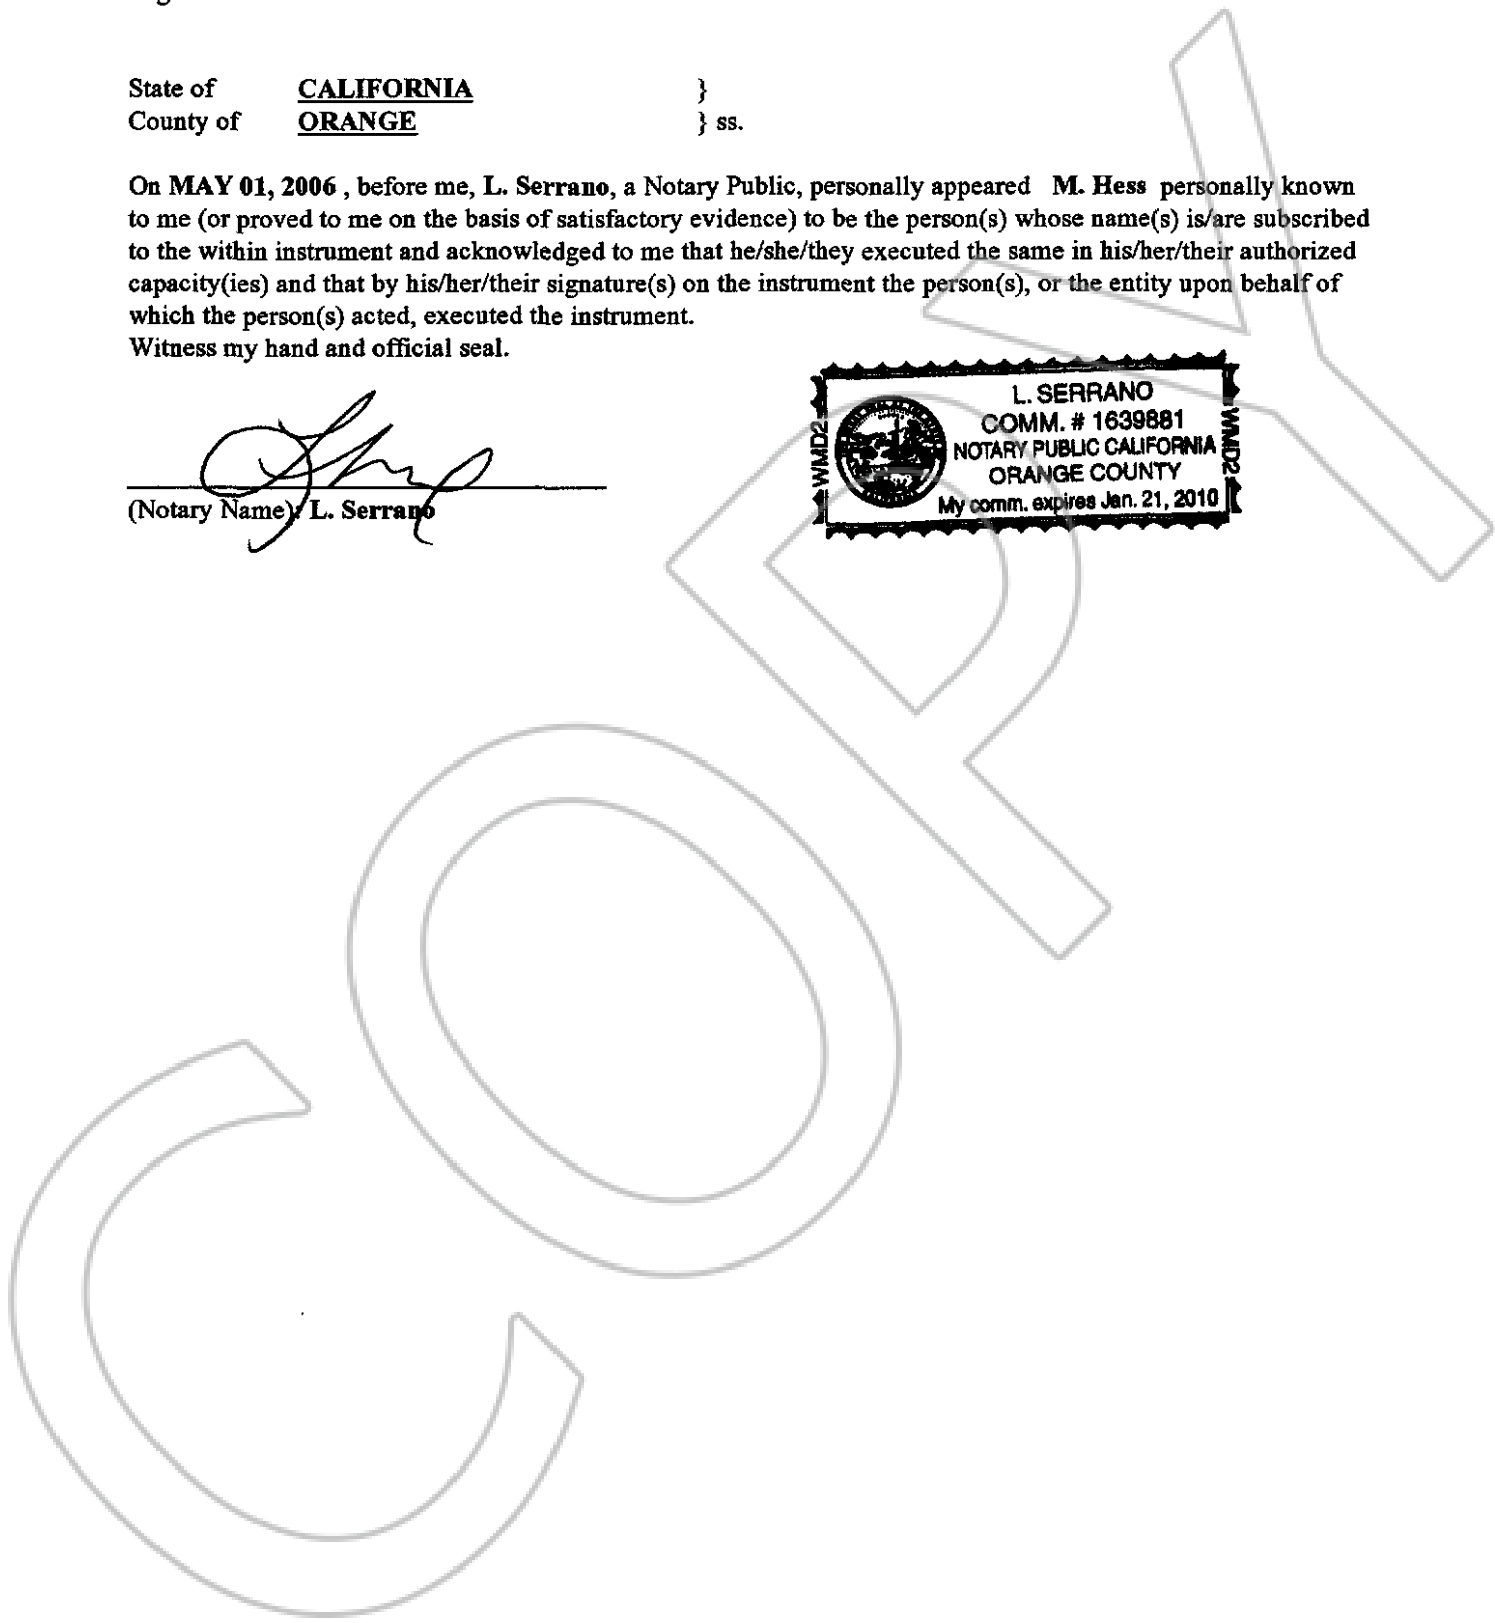 State of CALIFORNIA }
County of ORANGE } ss.
On MAY 01, 2006 , before me, L. Serrano, a Notary Public, personally appeared M. Hess personally known
to me (or proved to me on the basis of satisfactory evidence) to be the person(s) whose name(s) is/are subscribed
to the within instrument and acknowledged to me that he/she/they executed the same in his/her/their authorized
capacity(ies) and that by his/her/their signature(s) on the instrument the person(s), or the entity upon behalf of
which the person(s) acted, executed the instrument.
Witness my hand and official seal.
(Notary Name): L. Serrano
WMD2
L. SERRANO
COMM. # 1639881
NOTARY PUBLIC CALIFORNIA
ORANGE COUNTY
My comm. expires Jan. 21, 2010
WMD2
COPY